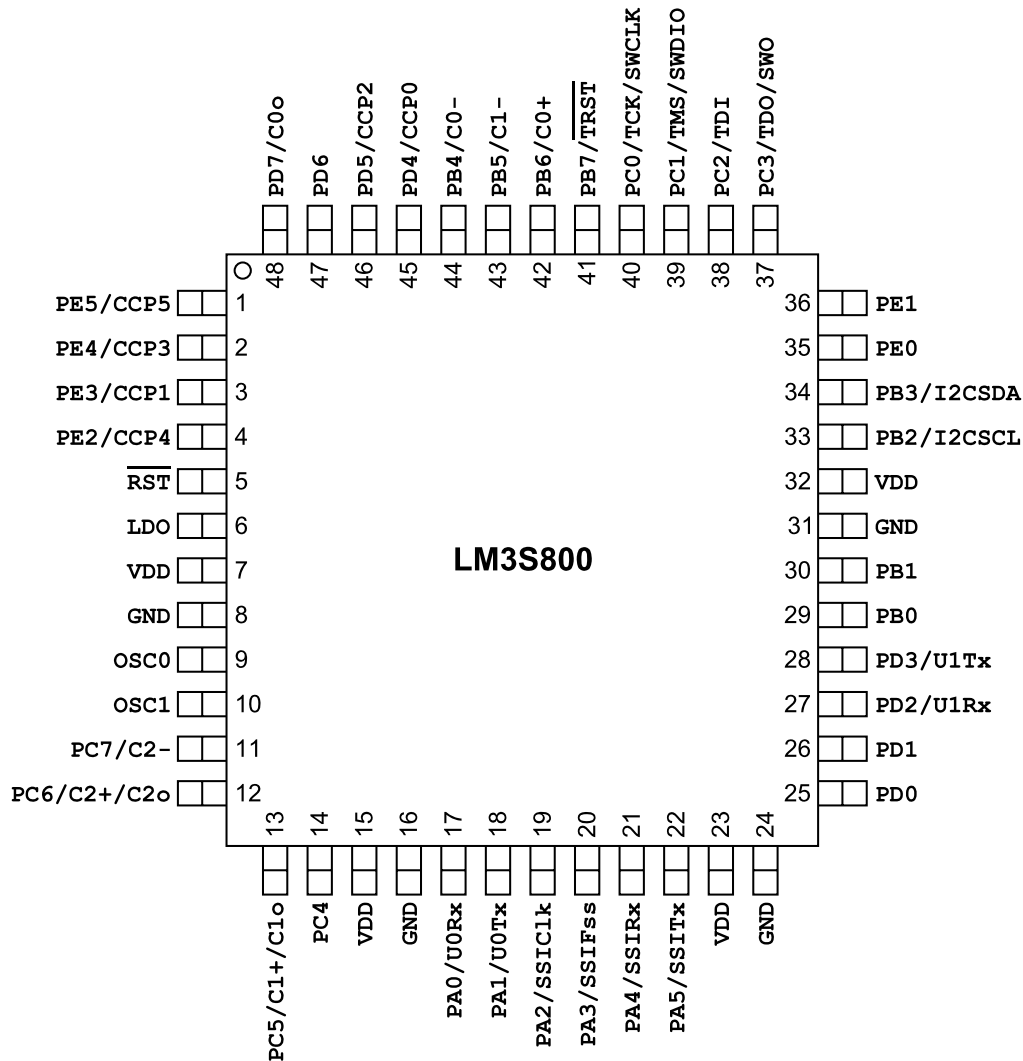 PD7/C0o
PD6
PD5/CCP2
PD4/CCP0
PB4/C0-
PB5/C1-
PB6/C0+
PB7/TRST
PC0/TCK/SWCLK
PC1/TMS/SWDIO
PC2/TDI
PC3/TDO/SWO
48
47
46
45
44
43
42
41
40
39
38
37
PE5/CCP5 1
PE4/CCP3 2
PE3/CCP1 3
PE2/CCP4 4
RST 5
LDO 6
VDD 7
GND 8
OSC0 9
OSC1 10
PC7/C2- 11
PC6/C2+/C2o 12
LM3S800
36 PE1
35 PE0
34 PB3/I2CSDA
33 PB2/I2CSCL
32 VDD
31 GND
30 PB1
29 PB0
28 PD3/U1Tx
27 PD2/U1Rx
26 PD1
25 PD0
13
14
15
16
17
18
19
20
21
22
23
24
PC5/C1+/C1o
PC4
VDD
GND
PA0/U0Rx
PA1/U0Tx
PA2/SSIClk
PA3/SSIFss
PA4/SSIRx
PA5/SSITx
VDD
GND